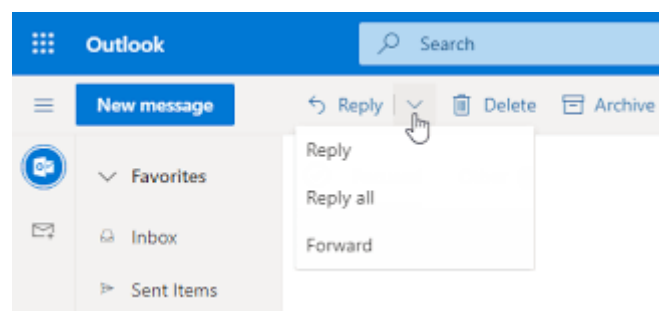 Outlook
Search
New message
Reply
Delete
Archive
Reply
Favorites
Reply all
Inbox
Forward
Sent Items